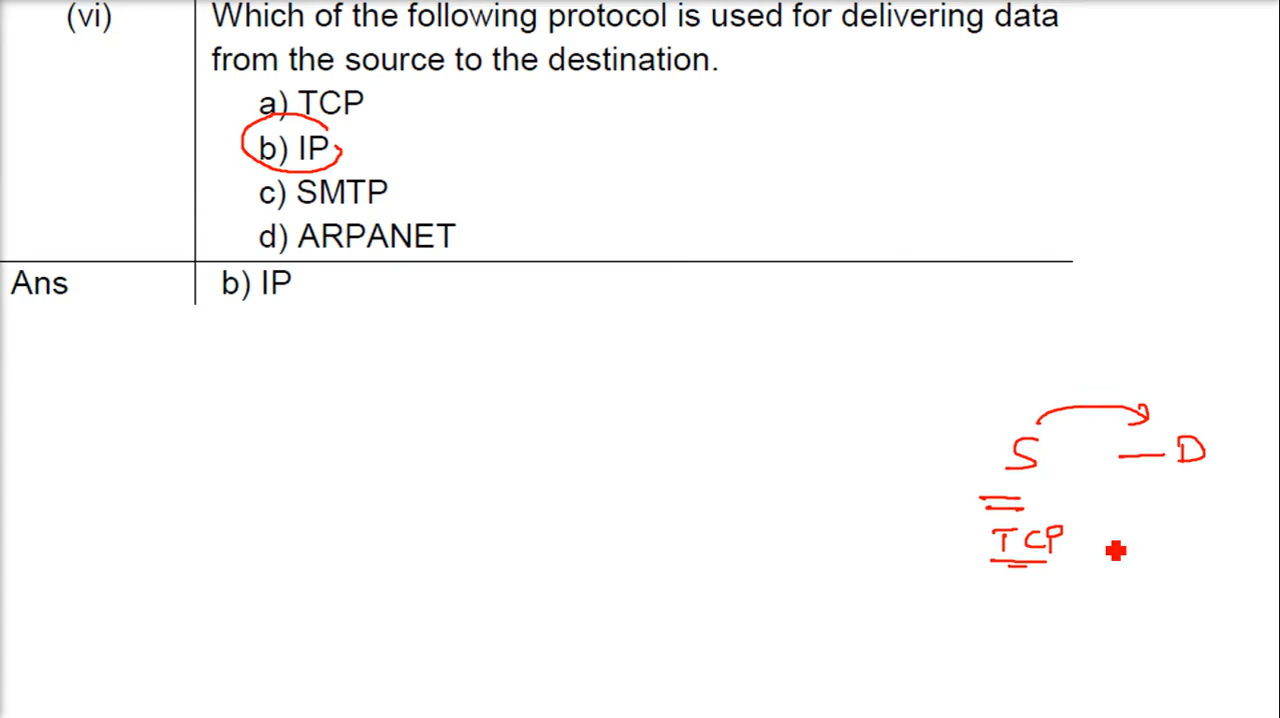 (vi) Which of the following protocol is used for delivering data
from the source to the destination.
a) TCP
b) IP
c) SMTP
d) ARPANET
Ans b) IP
S — D
TCP